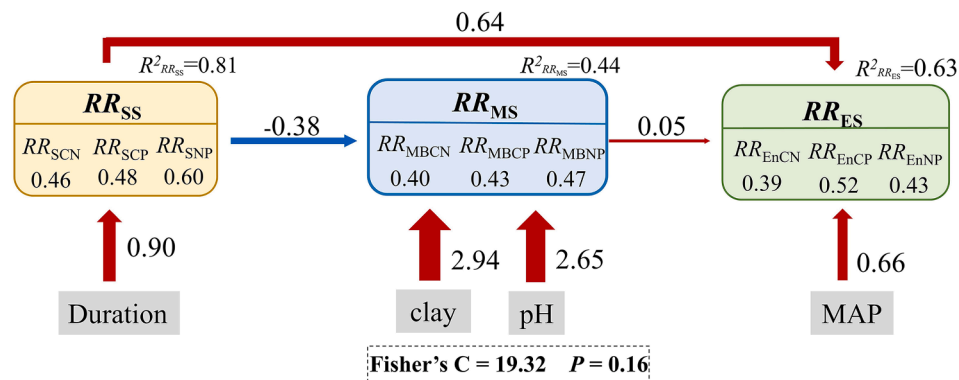 0.64
R²RRSS=0.81
R²RRMS=0.44
R²RRES=0.63
RRSS
RRSCN RRSCP RRSNP
0.46 0.48 0.60
-0.38
RRMS
RRMBCN RRMBCP RRMBNP
0.40 0.43 0.47
0.05
RRES
RREnCN RREnCP RREnNP
0.39 0.52 0.43
0.90
2.94
2.65
0.66
Duration
clay
pH
MAP
Fisher's C = 19.32 P = 0.16